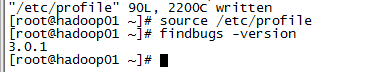 "/etc/profile" 90L, 2200C written
[root@hadoop01 ~]# source /etc/profile
[root@hadoop01 ~]# findbugs -version
3.0.1
[root@hadoop01 ~]#